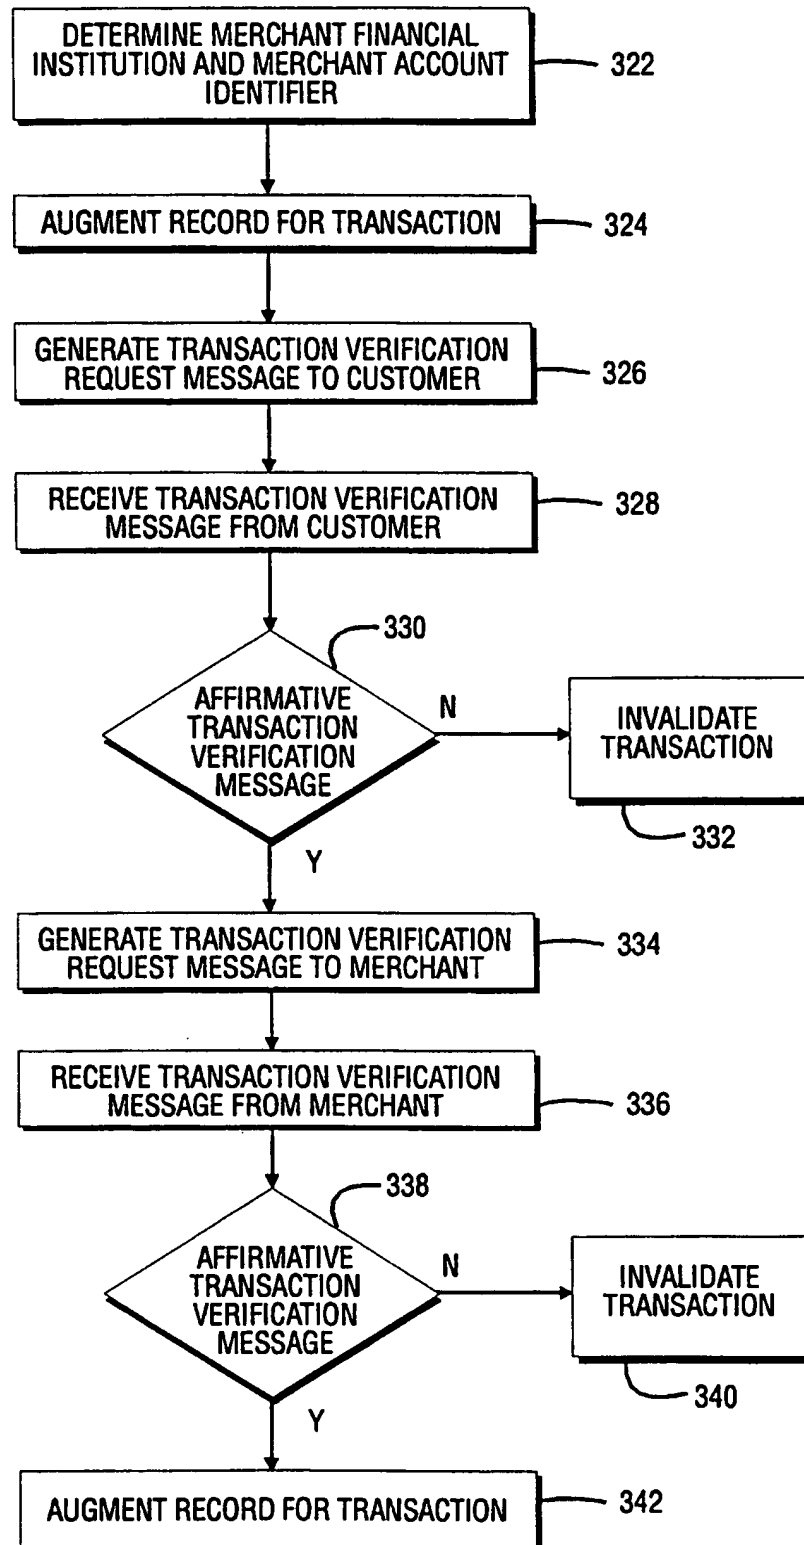 DETERMINE MERCHANT FINANCIAL
INSTITUTION AND MERCHANT ACCOUNT
IDENTIFIER
322
AUGMENT RECORD FOR TRANSACTION
324
GENERATE TRANSACTION VERIFICATION
REQUEST MESSAGE TO CUSTOMER
326
RECEIVE TRANSACTION VERIFICATION
MESSAGE FROM CUSTOMER
328
330
AFFIRMATIVE
TRANSACTION
VERIFICATION
MESSAGE
N
INVALIDATE
TRANSACTION
332
Y
GENERATE TRANSACTION VERIFICATION
REQUEST MESSAGE TO MERCHANT
334
RECEIVE TRANSACTION VERIFICATION
MESSAGE FROM MERCHANT
336
338
AFFIRMATIVE
TRANSACTION
VERIFICATION
MESSAGE
N
INVALIDATE
TRANSACTION
340
Y
AUGMENT RECORD FOR TRANSACTION
342